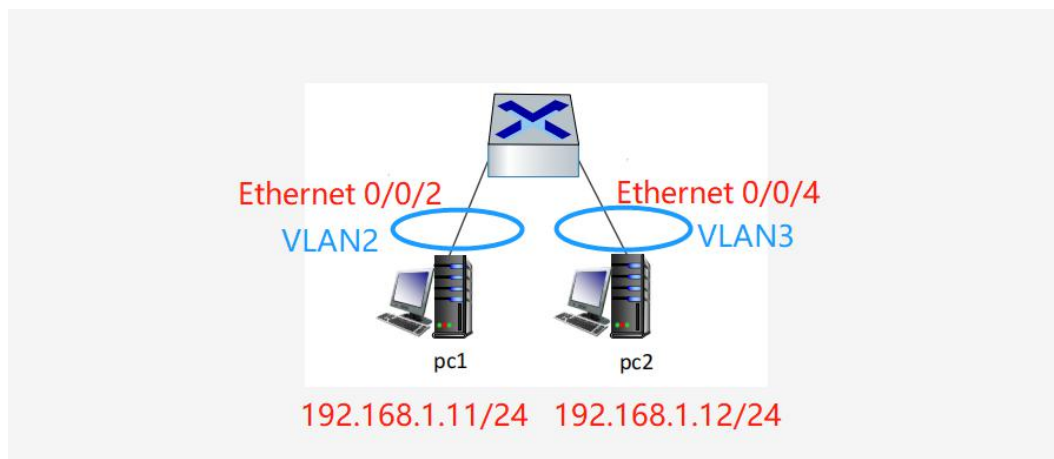 Ethernet 0/0/2
Ethernet 0/0/4
VLAN2
VLAN3
pc1
pc2
192.168.1.11/24
192.168.1.12/24